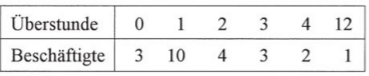 Überstunde 0 1 2 3 4 12
Beschäftigte 3 10 4 3 2 1